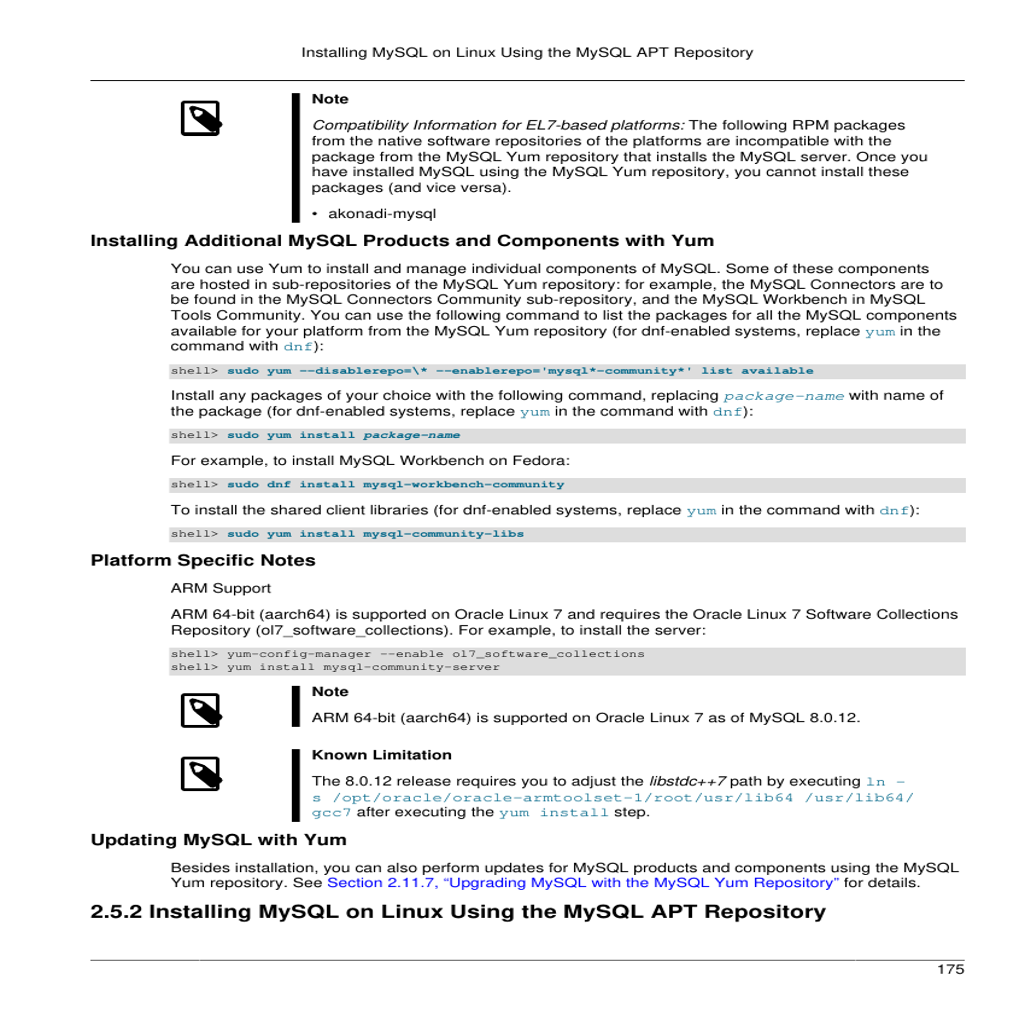 Installing MySQL on Linux Using the MySQL APT Repository
Note
Compatibility Information for EL7-based platforms: The following RPM packages
from the native software repositories of the platforms are incompatible with the
package from the MySQL Yum repository that installs the MySQL server. Once you
have installed MySQL using the MySQL Yum repository, you cannot install these
packages (and vice versa).
• akonadi-mysql
Installing Additional MySQL Products and Components with Yum
You can use Yum to install and manage individual components of MySQL. Some of these components
are hosted in sub-repositories of the MySQL Yum repository: for example, the MySQL Connectors are to
be found in the MySQL Connectors Community sub-repository, and the MySQL Workbench in MySQL
Tools Community. You can use the following command to list the packages for all the MySQL components
available for your platform from the MySQL Yum repository (for dnf-enabled systems, replace yum in the
command with dnf):
shell> sudo yum --disablerepo=\* --enablerepo='mysql*-community*' list available
Install any packages of your choice with the following command, replacing package-name with name of
the package (for dnf-enabled systems, replace yum in the command with dnf):
shell> sudo yum install package-name
For example, to install MySQL Workbench on Fedora:
shell> sudo dnf install mysql-workbench-community
To install the shared client libraries (for dnf-enabled systems, replace yum in the command with dnf):
shell> sudo yum install mysql-community-libs
Platform Specific Notes
ARM Support
ARM 64-bit (aarch64) is supported on Oracle Linux 7 and requires the Oracle Linux 7 Software Collections
Repository (ol7_software_collections). For example, to install the server:
shell> yum-config-manager --enable ol7_software_collections
shell> yum install mysql-community-server
Note
ARM 64-bit (aarch64) is supported on Oracle Linux 7 as of MySQL 8.0.12.
Known Limitation
The 8.0.12 release requires you to adjust the libstdc++7 path by executing ln -
s /opt/oracle/oracle-armtoolset-1/root/usr/lib64 /usr/lib64/
gcc7 after executing the yum install step.
Updating MySQL with Yum
Besides installation, you can also perform updates for MySQL products and components using the MySQL
Yum repository. See Section 2.11.7, “Upgrading MySQL with the MySQL Yum Repository” for details.
2.5.2 Installing MySQL on Linux Using the MySQL APT Repository
175